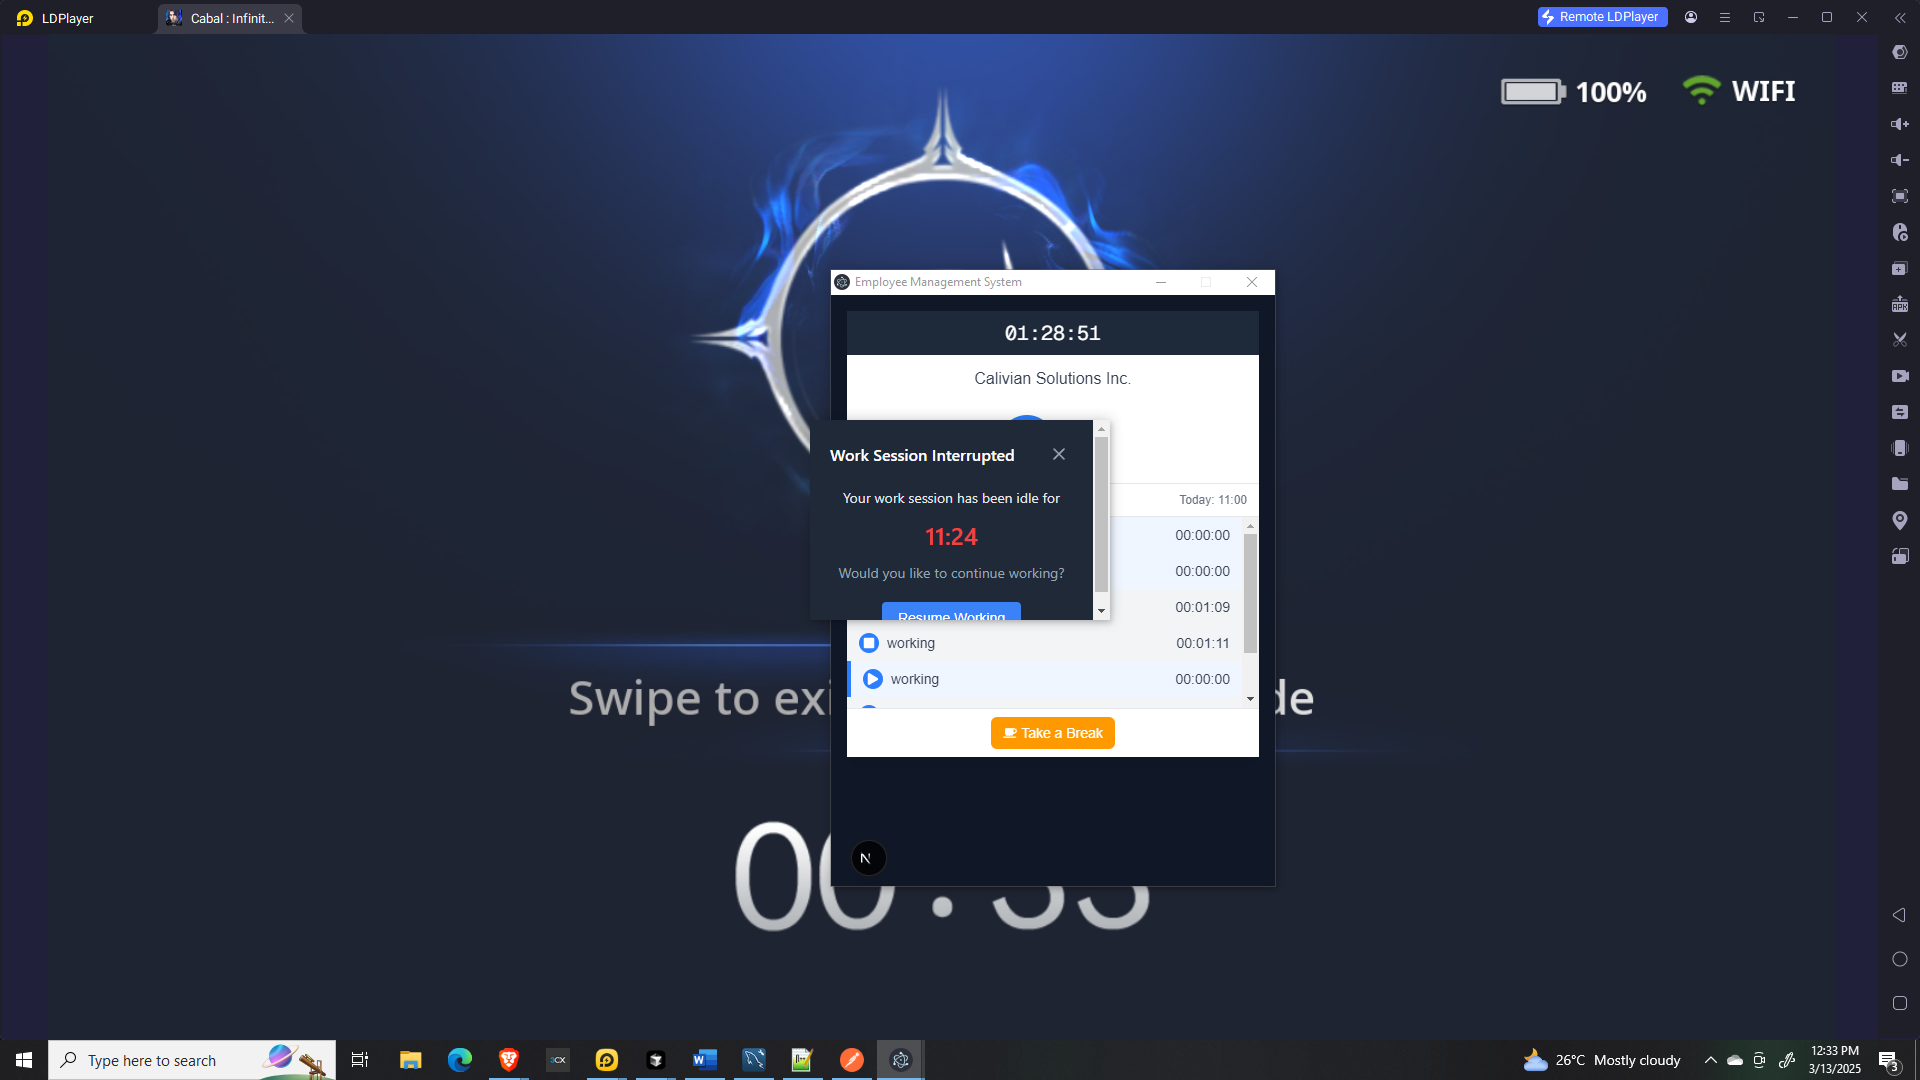 LDPlayer
Cabal : Infinit...
Remote LDPlayer
100%
WIFI
Employee Management System
01:28:51
Calivian Solutions Inc.
Work Session Interrupted
Your work session has been idle for
11:24
Would you like to continue working?
Resume Working
Today: 11:00
00:00:00
00:00:00
00:01:09
working 00:01:11
working 00:00:00
Take a Break
Swipe to exi
de
N
Type here to search
3CX
26°C Mostly cloudy
12:33 PM
3/13/2025
3